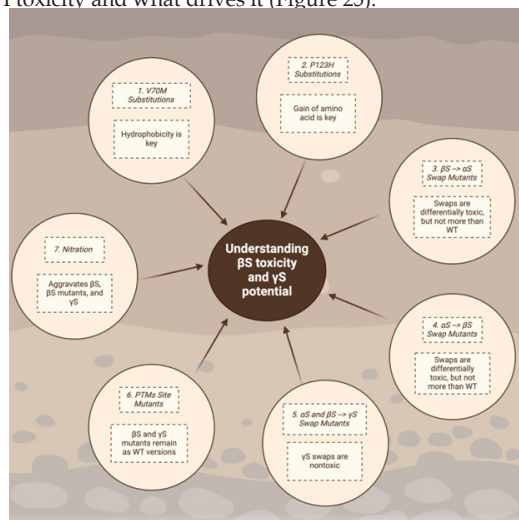 I toxicity and what drives it (Figure 25).
1. V70M
Substitutions
Hydrophobicity is
key
2. P123H
Substitutions
Gain of amino
acid is key
3. βS –> αS
Swap Mutants
Swaps are
differentially toxic,
but not more than
WT
4. αS –> βS
Swap Mutants
Swaps are
differentially
toxic, but not
more than WT
5. αS and βS –> γS
Swap Mutants
γS swaps are
nontoxic
6. PTMs Site
Mutants
βS and γS
mutants remain
as WT versions
7. Nitration
Aggravates βS,
βS mutants, and
γS
Understanding
βS toxicity
and γS
potential